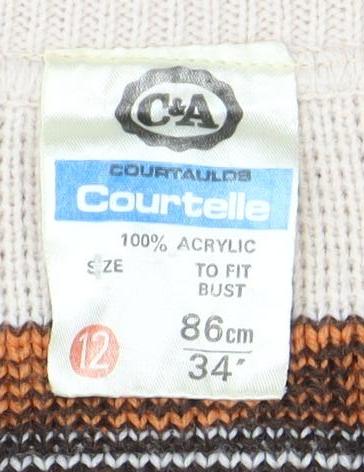 C&A
COURTAULDS
Courtelle
100% ACRYLIC
SIZE TO FIT
BUST
12 86cm
34"